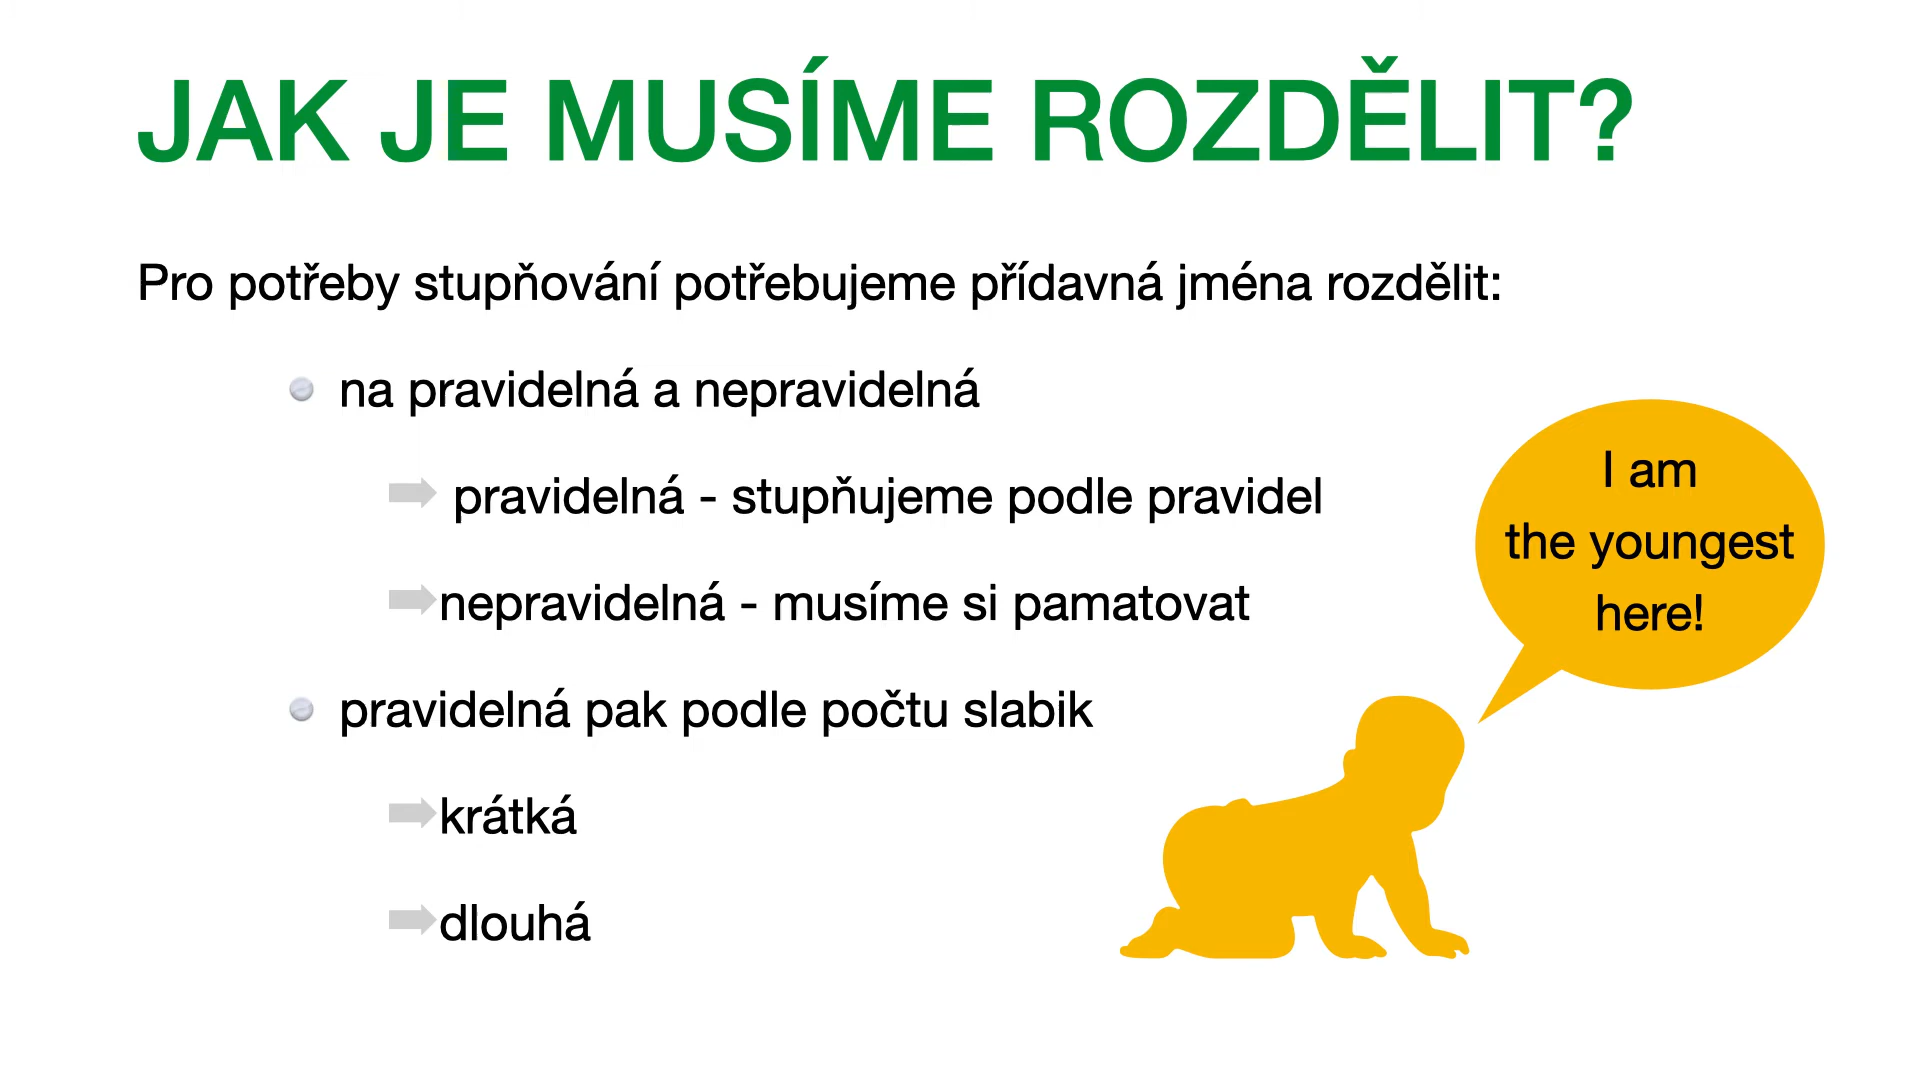 JAK JE MUSÍME ROZDĚLIT?
Pro potřeby stupňování potřebujeme přídavná jména rozdělit:
na pravidelná a nepravidelná
pravidelná - stupňujeme podle pravidel
nepravidelná - musíme si pamatovat
pravidelná pak podle počtu slabik
krátká
dlouhá
I am
the youngest
here!